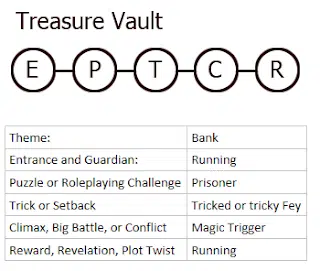 Treasure Vault
E P T C R
Theme: Bank
Entrance and Guardian: Running
Puzzle or Roleplaying Challenge Prisoner
Trick or Setback Tricked or tricky Fey
Climax, Big Battle, or Conflict Magic Trigger
Reward, Revelation, Plot Twist Running